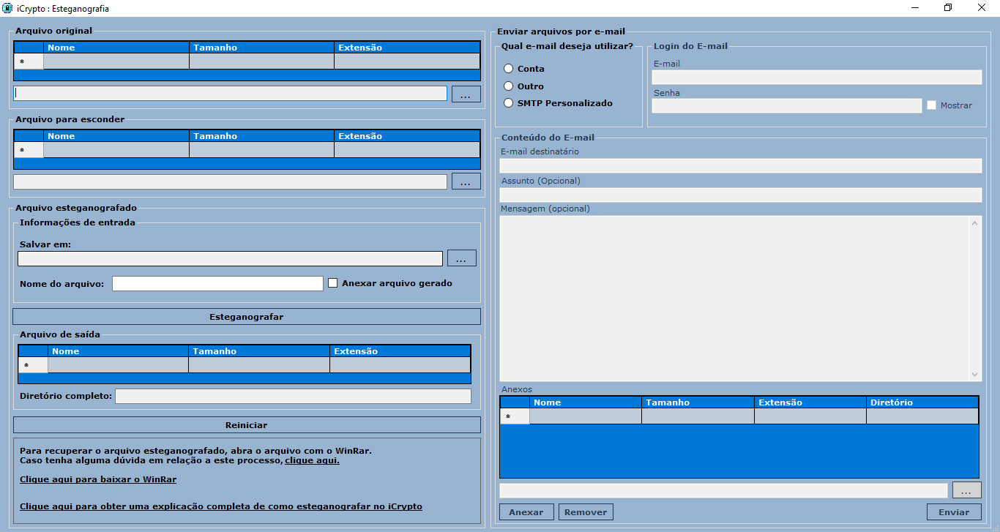 iCrypto : Esteganografia
Arquivo original
Nome Tamanho Extensão
*
...
Arquivo para esconder
Nome Tamanho Extensão
*
...
Arquivo esteganografado
Informações de entrada
Salvar em:
...
Nome do arquivo: Anexar arquivo gerado
Esteganografar
Arquivo de saída
Nome Tamanho Extensão
*
Diretório completo:
Reiniciar
Para recuperar o arquivo esteganografado, abra o arquivo com o WinRar.
Caso tenha alguma dúvida em relação a este processo, clique aqui.
Clique aqui para baixar o WinRar
Clique aqui para obter uma explicação completa de como esteganografar no iCrypto
Enviar arquivos por e-mail
Qual e-mail deseja utilizar?
Conta
Outro
SMTP Personalizado
Login do E-mail
E-mail
Senha
Mostrar
Conteúdo do E-mail
E-mail destinatário
Assunto (Opcional)
Mensagem (opcional)
Anexos
Nome Tamanho Extensão Diretório
*
...
Anexar Remover Enviar